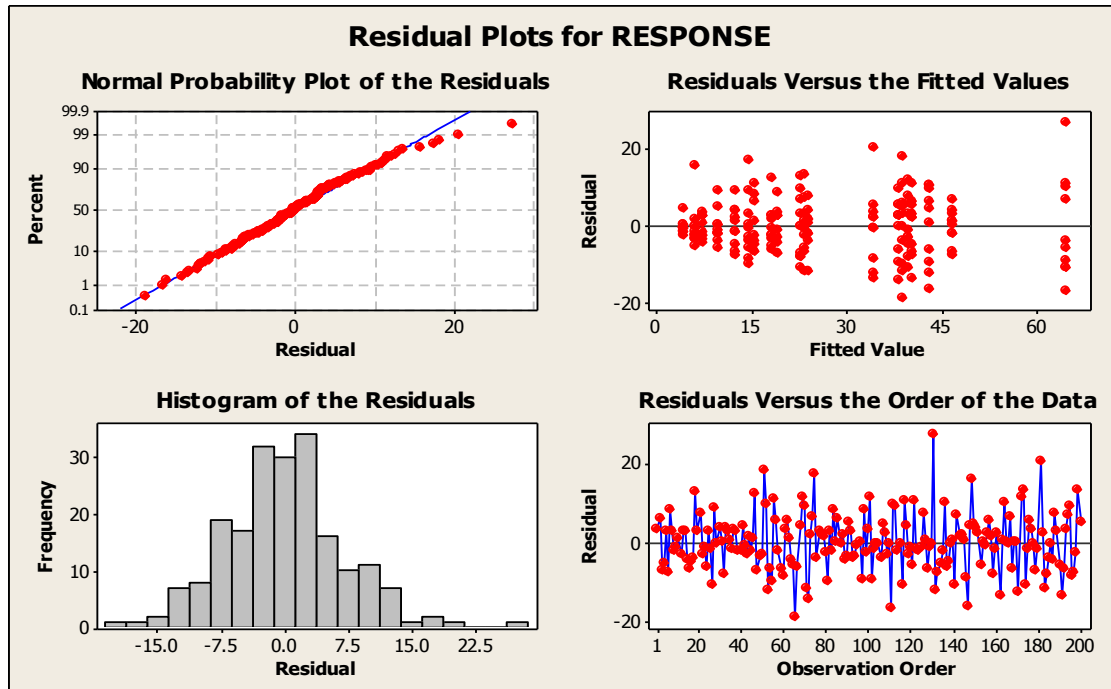 Residual Plots for RESPONSE
Normal Probability Plot of the Residuals
99.9
99
90
50
10
1
0.1
Percent
-20 0 20
Residual
Residuals Versus the Fitted Values
20
0
-20
Residual
0 15 30 45 60
Fitted Value
Histogram of the Residuals
30
20
10
0
Frequency
-15.0 -7.5 0.0 7.5 15.0 22.5
Residual
Residuals Versus the Order of the Data
20
0
-20
Residual
1 20 40 60 80 100 120 140 160 180 200
Observation Order